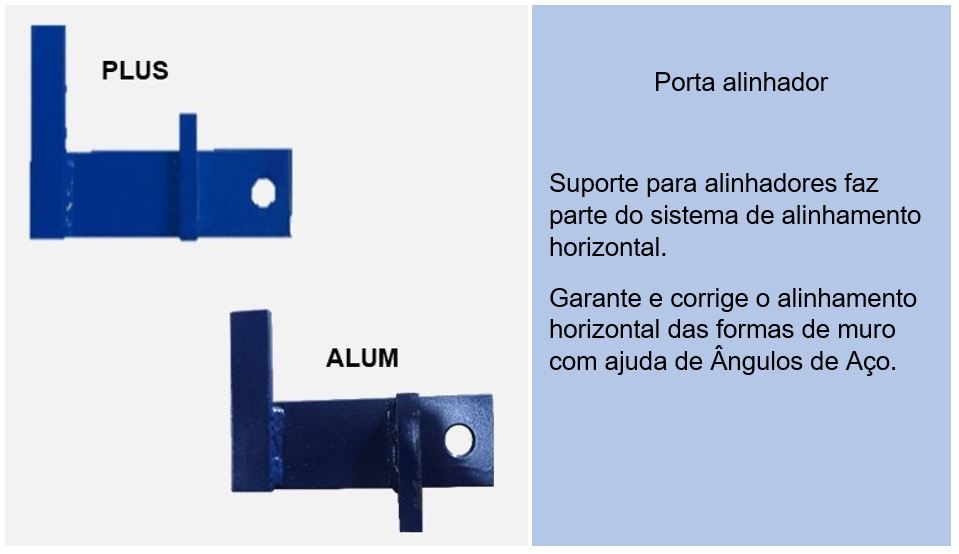 PLUS
ALUM
Porta alinhador
Suporte para alinhadores faz
parte do sistema de alinhamento
horizontal.
Garante e corrige o alinhamento
horizontal das formas de muro
com ajuda de Ângulos de Aço.